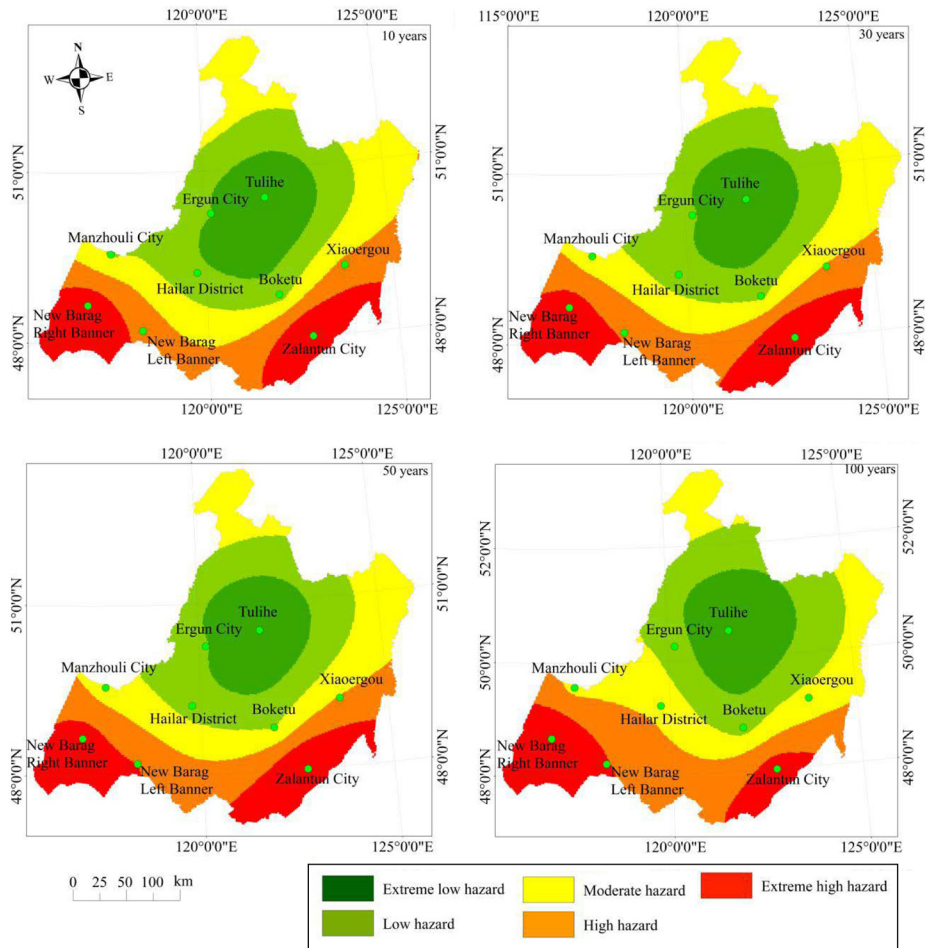 120°0'0"E
125°0'0"E
10 years
N
W
E
S
51°0'0"N
51°0'0"N
Tulihe
Ergun City
Manzhouli City
Xiaoergou
Hailar District
Boketu
New Barag
Right Banner
New Barag
Left Banner
Zalantun City
48°0'0"N
48°0'0"N
120°0'0"E
125°0'0"E
115°0'0"E
120°0'0"E
125°0'0"E
30 years
51°0'0"N
51°0'0"N
Tulihe
Ergun City
Manzhouli City
Xiaoergou
Hailar District
Boketu
New Barag
Right Banner
New Barag
Left Banner
Zalantun City
48°0'0"N
48°0'0"N
120°0'0"E
125°0'0"E
120°0'0"E
125°0'0"E
50 years
51°0'0"N
51°0'0"N
Tulihe
Ergun City
Manzhouli City
Xiaoergou
Hailar District
Boketu
New Barag
Right Banner
New Barag
Left Banner
Zalantun City
48°0'0"N
48°0'0"N
120°0'0"E
125°0'0"E
120°0'0"E
125°0'0"E
100 years
52°0'0"N
52°0'0"N
Tulihe
Ergun City
50°0'0"N
50°0'0"N
Manzhouli City
Xiaoergou
Hailar District
Boketu
New Barag
Right Banner
New Barag
Left Banner
Zalantun City
48°0'0"N
48°0'0"N
120°0'0"E
125°0'0"E
0 25 50 100 km
Extreme low hazard
Moderate hazard
Extreme high hazard
Low hazard
High hazard